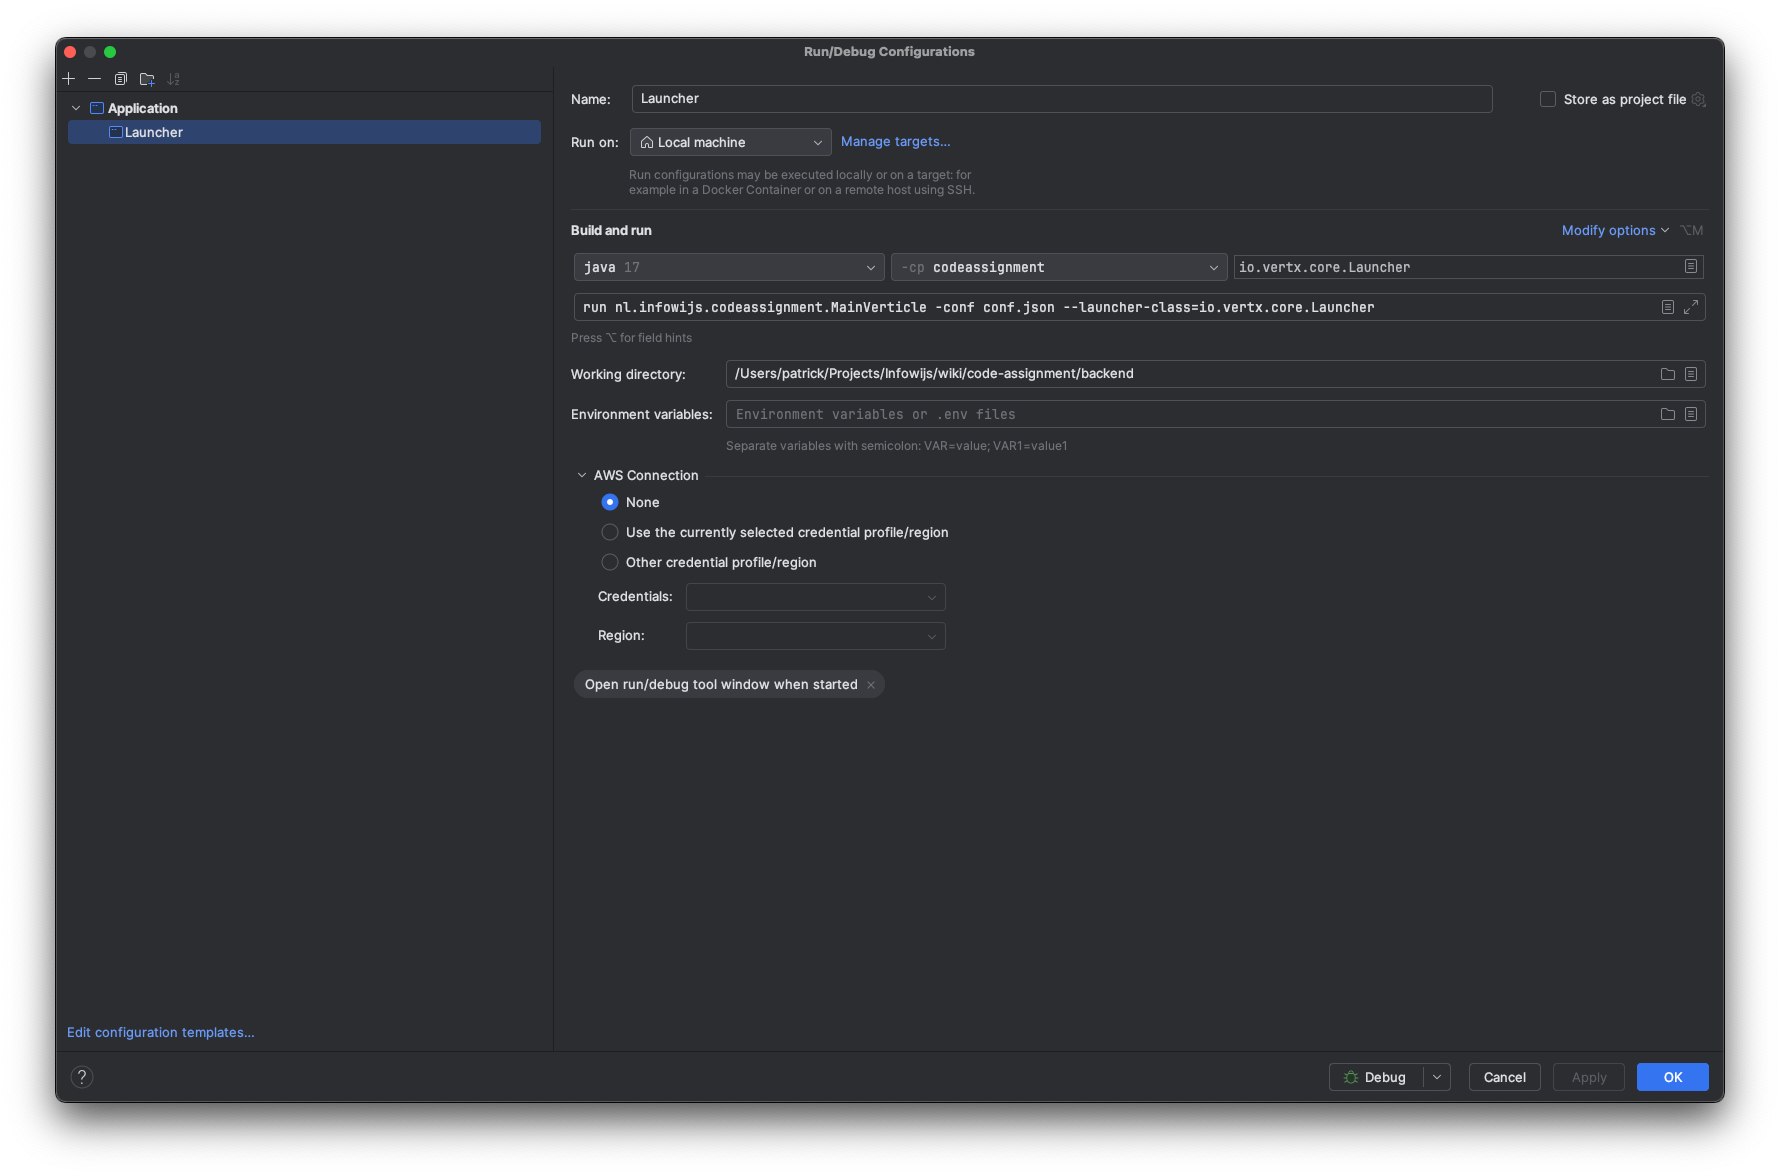 Run/Debug Configurations
Application
Launcher
Edit configuration templates...
Name:
Launcher
Store as project file
Run on:
Local machine
Manage targets...
Run configurations may be executed locally or on a target: for
example in a Docker Container or on a remote host using SSH.
Build and run
Modify options
⌥M
java 17
-cp codeassignment
io.vertx.core.Launcher
run nl.infowijs.codeassignment.MainVerticle -conf conf.json --launcher-class=io.vertx.core.Launcher
Press ⌥ for field hints
Working directory:
/Users/patrick/Projects/Infowijs/wiki/code-assignment/backend
Environment variables:
Environment variables or .env files
Separate variables with semicolon: VAR=value; VAR1=value1
AWS Connection
None
Use the currently selected credential profile/region
Other credential profile/region
Credentials:
Region:
Open run/debug tool window when started
?
Debug
Cancel
Apply
OK